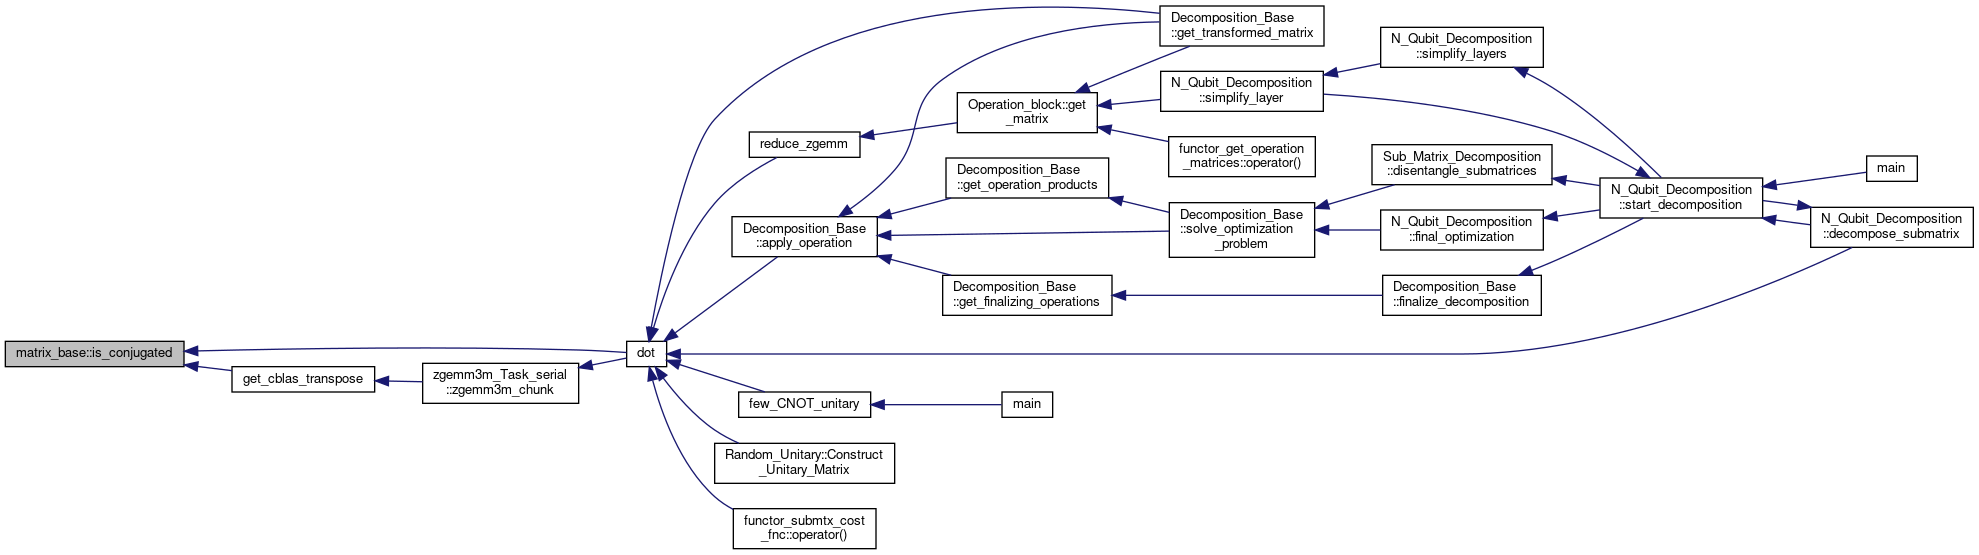 matrix_base::is_conjugated
get_cblas_transpose
zgemm3m_Task_serial
::zgemm3m_chunk
dot
Decomposition_Base
::get_transformed_matrix
reduce_zgemm
Operation_block::get
_matrix
N_Qubit_Decomposition
::simplify_layer
N_Qubit_Decomposition
::simplify_layers
functor_get_operation
_matrices::operator()
Decomposition_Base
::apply_operation
Decomposition_Base
::get_operation_products
Decomposition_Base
::solve_optimization
_problem
Decomposition_Base
::get_finalizing_operations
Sub_Matrix_Decomposition
::disentangle_submatrices
N_Qubit_Decomposition
::final_optimization
Decomposition_Base
::finalize_decomposition
N_Qubit_Decomposition
::start_decomposition
main
N_Qubit_Decomposition
::decompose_submatrix
few_CNOT_unitary
main
Random_Unitary::Construct
_Unitary_Matrix
functor_submtx_cost
_fnc::operator()